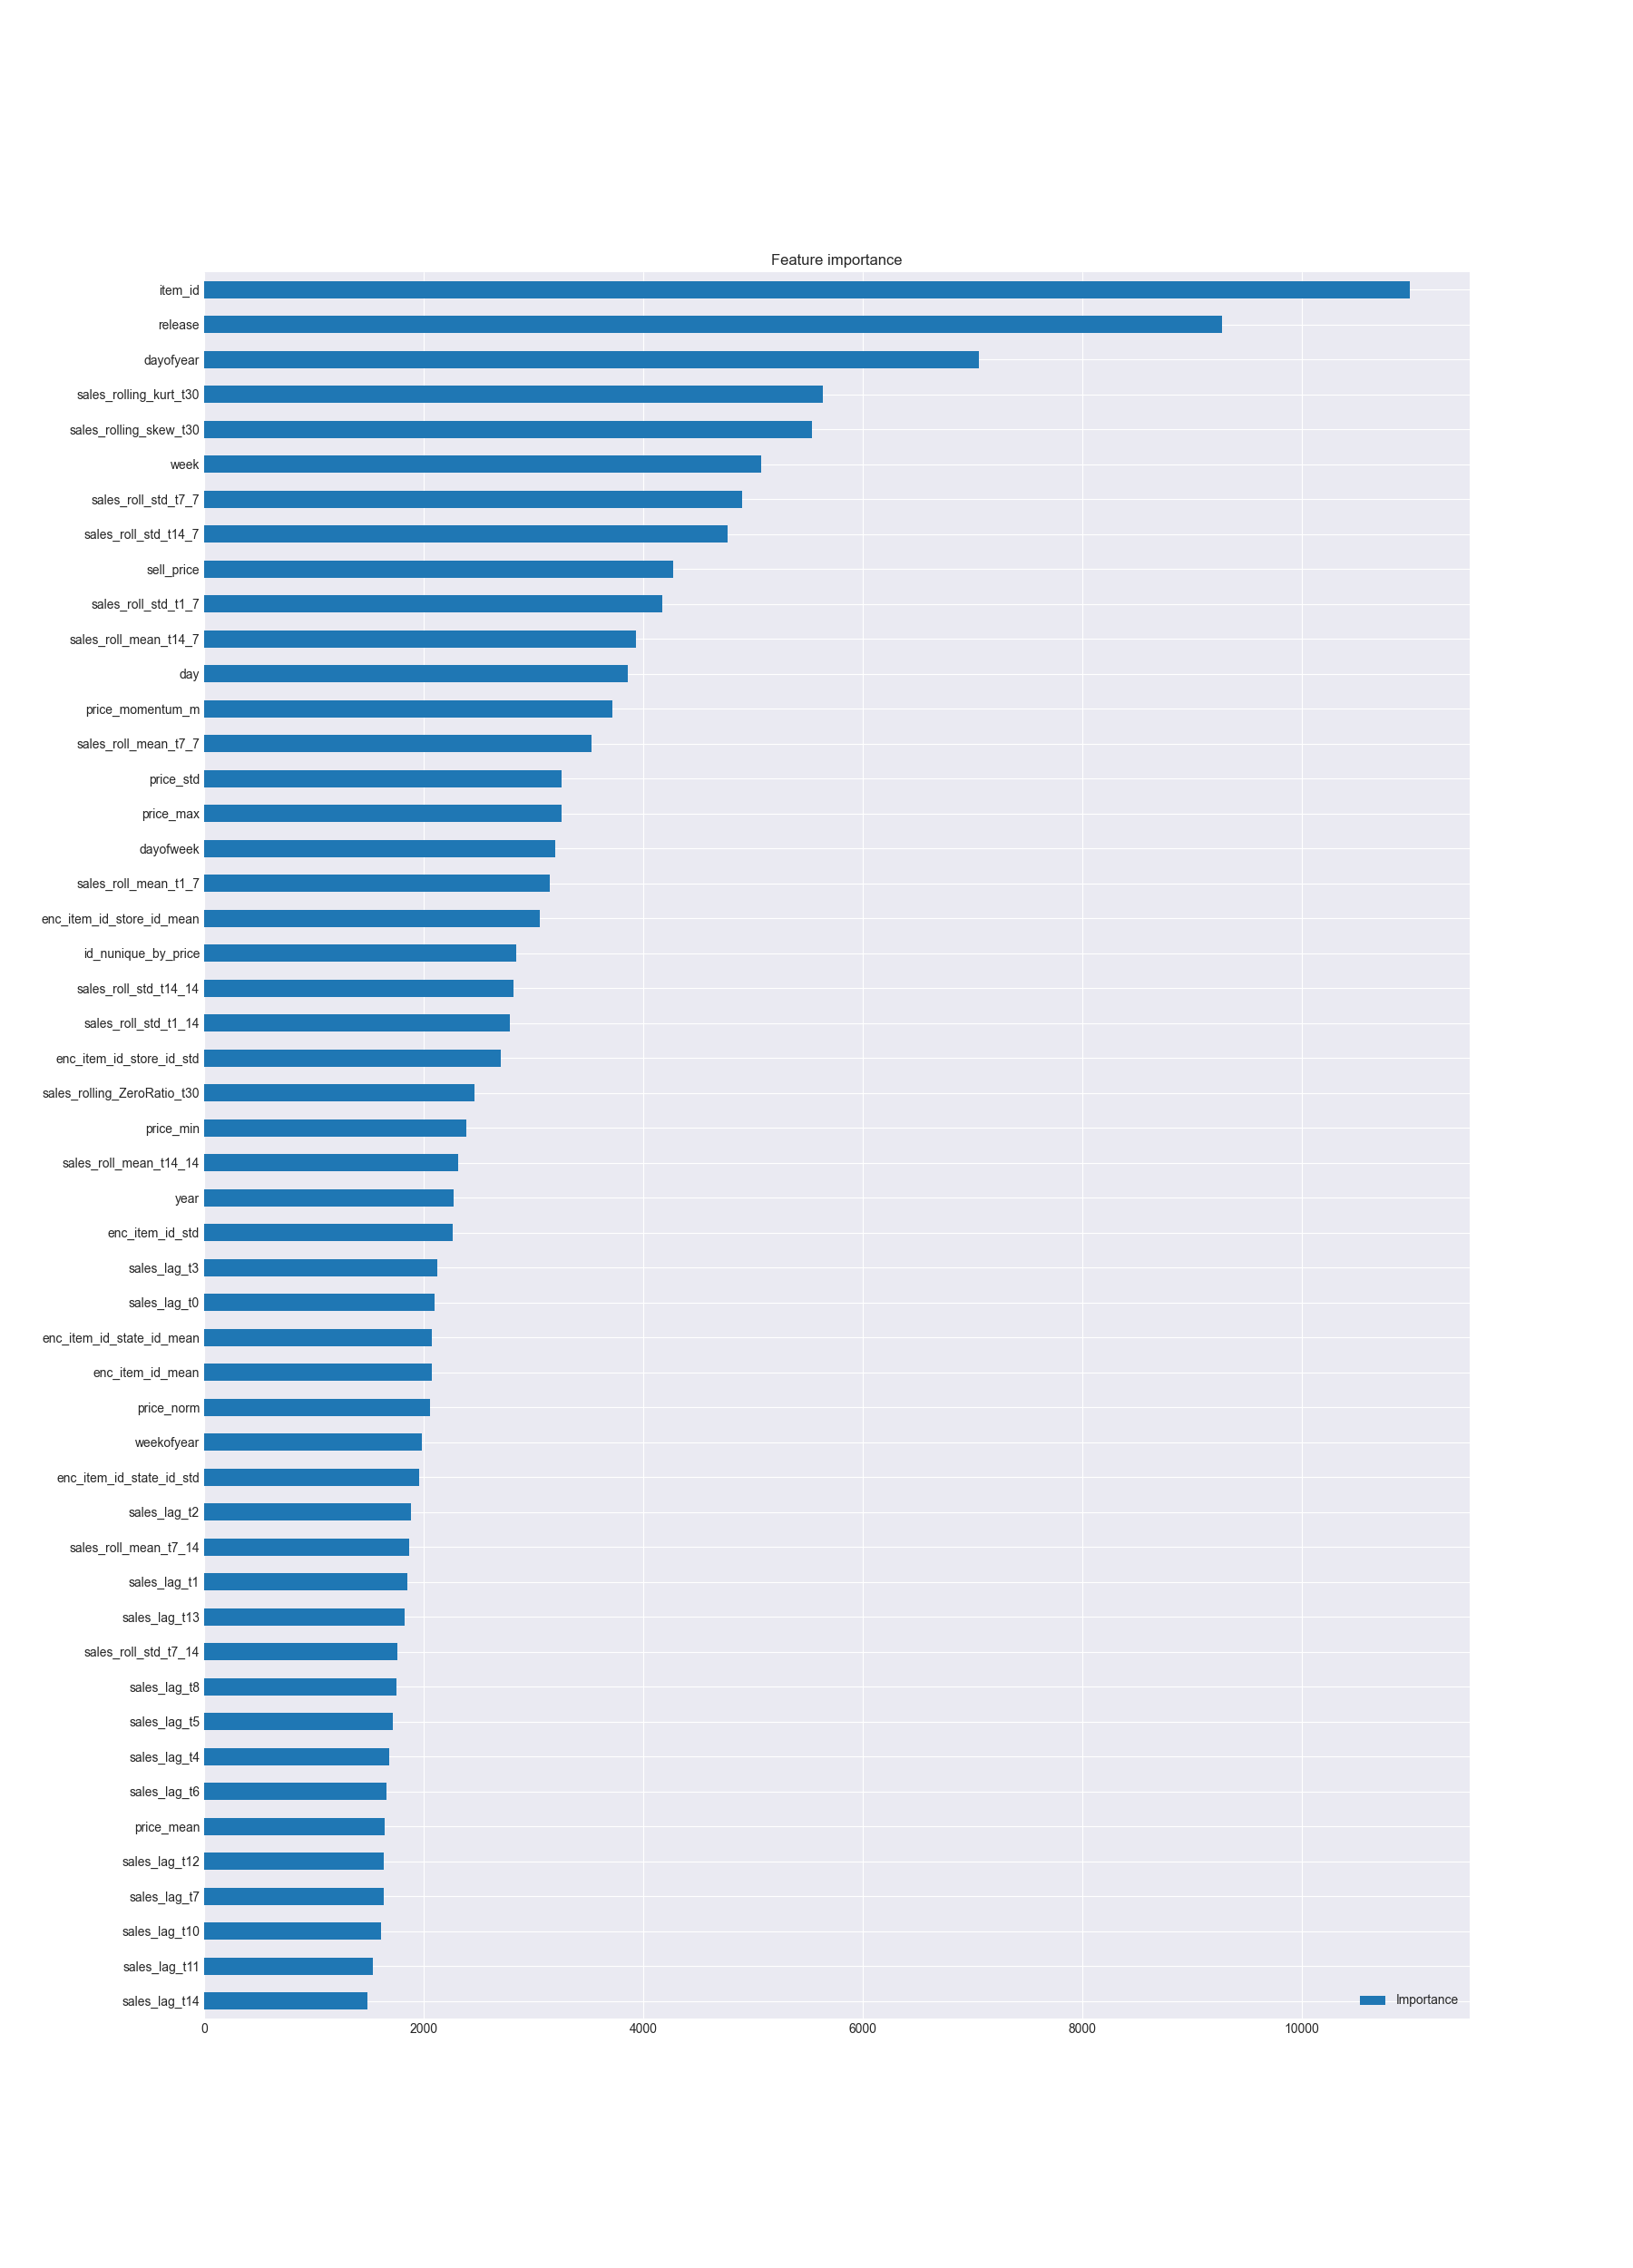 Feature importance
item_id
release
dayofyear
sales_rolling_kurt_t30
sales_rolling_skew_t30
week
sales_roll_std_t7_7
sales_roll_std_t14_7
sell_price
sales_roll_std_t1_7
sales_roll_mean_t14_7
day
price_momentum_m
sales_roll_mean_t7_7
price_std
price_max
dayofweek
sales_roll_mean_t1_7
enc_item_id_store_id_mean
id_nunique_by_price
sales_roll_std_t14_14
sales_roll_std_t1_14
enc_item_id_store_id_std
sales_rolling_ZeroRatio_t30
price_min
sales_roll_mean_t14_14
year
enc_item_id_std
sales_lag_t3
sales_lag_t0
enc_item_id_state_id_mean
enc_item_id_mean
price_norm
weekofyear
enc_item_id_state_id_std
sales_lag_t2
sales_roll_mean_t7_14
sales_lag_t1
sales_lag_t13
sales_roll_std_t7_14
sales_lag_t8
sales_lag_t5
sales_lag_t4
sales_lag_t6
price_mean
sales_lag_t12
sales_lag_t7
sales_lag_t10
sales_lag_t11
sales_lag_t14
Importance
0 2000 4000 6000 8000 10000